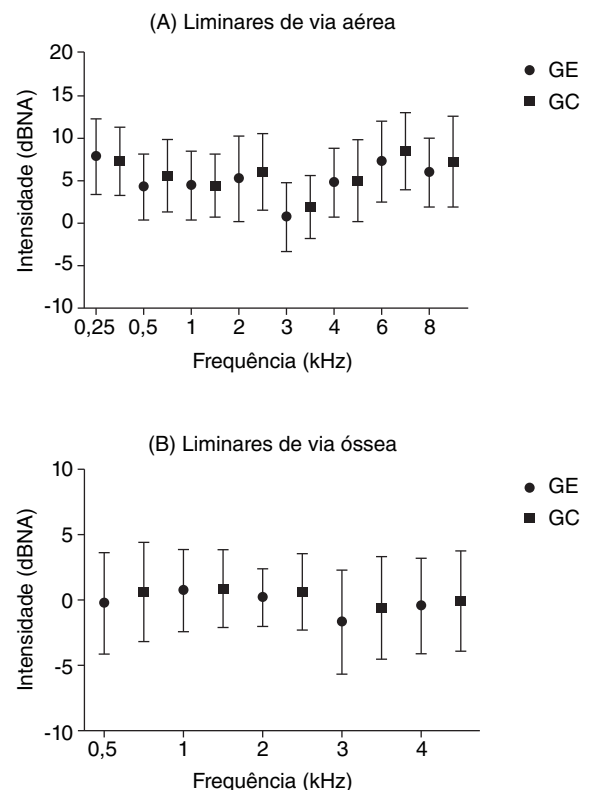 (A) Liminares de via aérea
Intensidade (dBNA)
20
15
10
5
0
-5
-10
0,25 0,5 1 2 3 4 6 8
Frequência (kHz)
GE
GC
(B) Liminares de via óssea
Intensidade (dBNA)
10
5
0
-5
-10
0,5 1 2 3 4
Frequência (kHz)
GE
GC